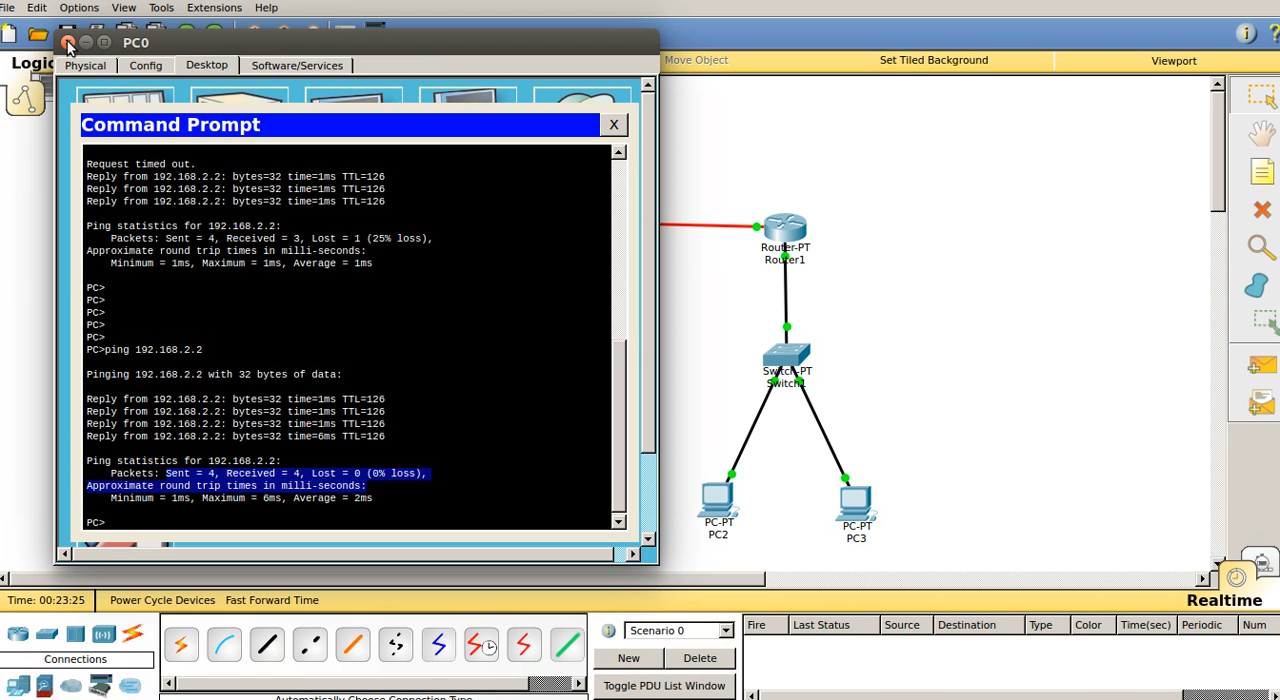 File Edit Options View Tools Extensions Help
PC0
Logic
Move Object
Set Tiled Background
Viewport
Physical
Config
Desktop
Software/Services
Command Prompt
X
Request timed out.
Reply from 192.168.2.2: bytes=32 time=1ms TTL=126
Reply from 192.168.2.2: bytes=32 time=1ms TTL=126
Reply from 192.168.2.2: bytes=32 time=1ms TTL=126
Ping statistics for 192.168.2.2:
Packets: Sent = 4, Received = 3, Lost = 1 (25% loss),
Approximate round trip times in milli-seconds:
Minimum = 1ms, Maximum = 1ms, Average = 1ms
PC>
PC>
PC>
PC>
PC>
PC>ping 192.168.2.2
Pinging 192.168.2.2 with 32 bytes of data:
Reply from 192.168.2.2: bytes=32 time=1ms TTL=126
Reply from 192.168.2.2: bytes=32 time=1ms TTL=126
Reply from 192.168.2.2: bytes=32 time=1ms TTL=126
Reply from 192.168.2.2: bytes=32 time=6ms TTL=126
Ping statistics for 192.168.2.2:
Packets: Sent = 4, Received = 4, Lost = 0 (0% loss),
Approximate round trip times in milli-seconds:
Minimum = 1ms, Maximum = 6ms, Average = 2ms
PC>
Router-PT
Router1
Switch-PT
Switch1
PC-PT
PC2
PC-PT
PC3
Time: 00:23:25
Power Cycle Devices Fast Forward Time
Realtime
Connections
Automatically Choose Connection Type
Scenario 0
New
Delete
Toggle PDU List Window
Fire Last Status Source Destination Type Color Time(sec) Periodic Num